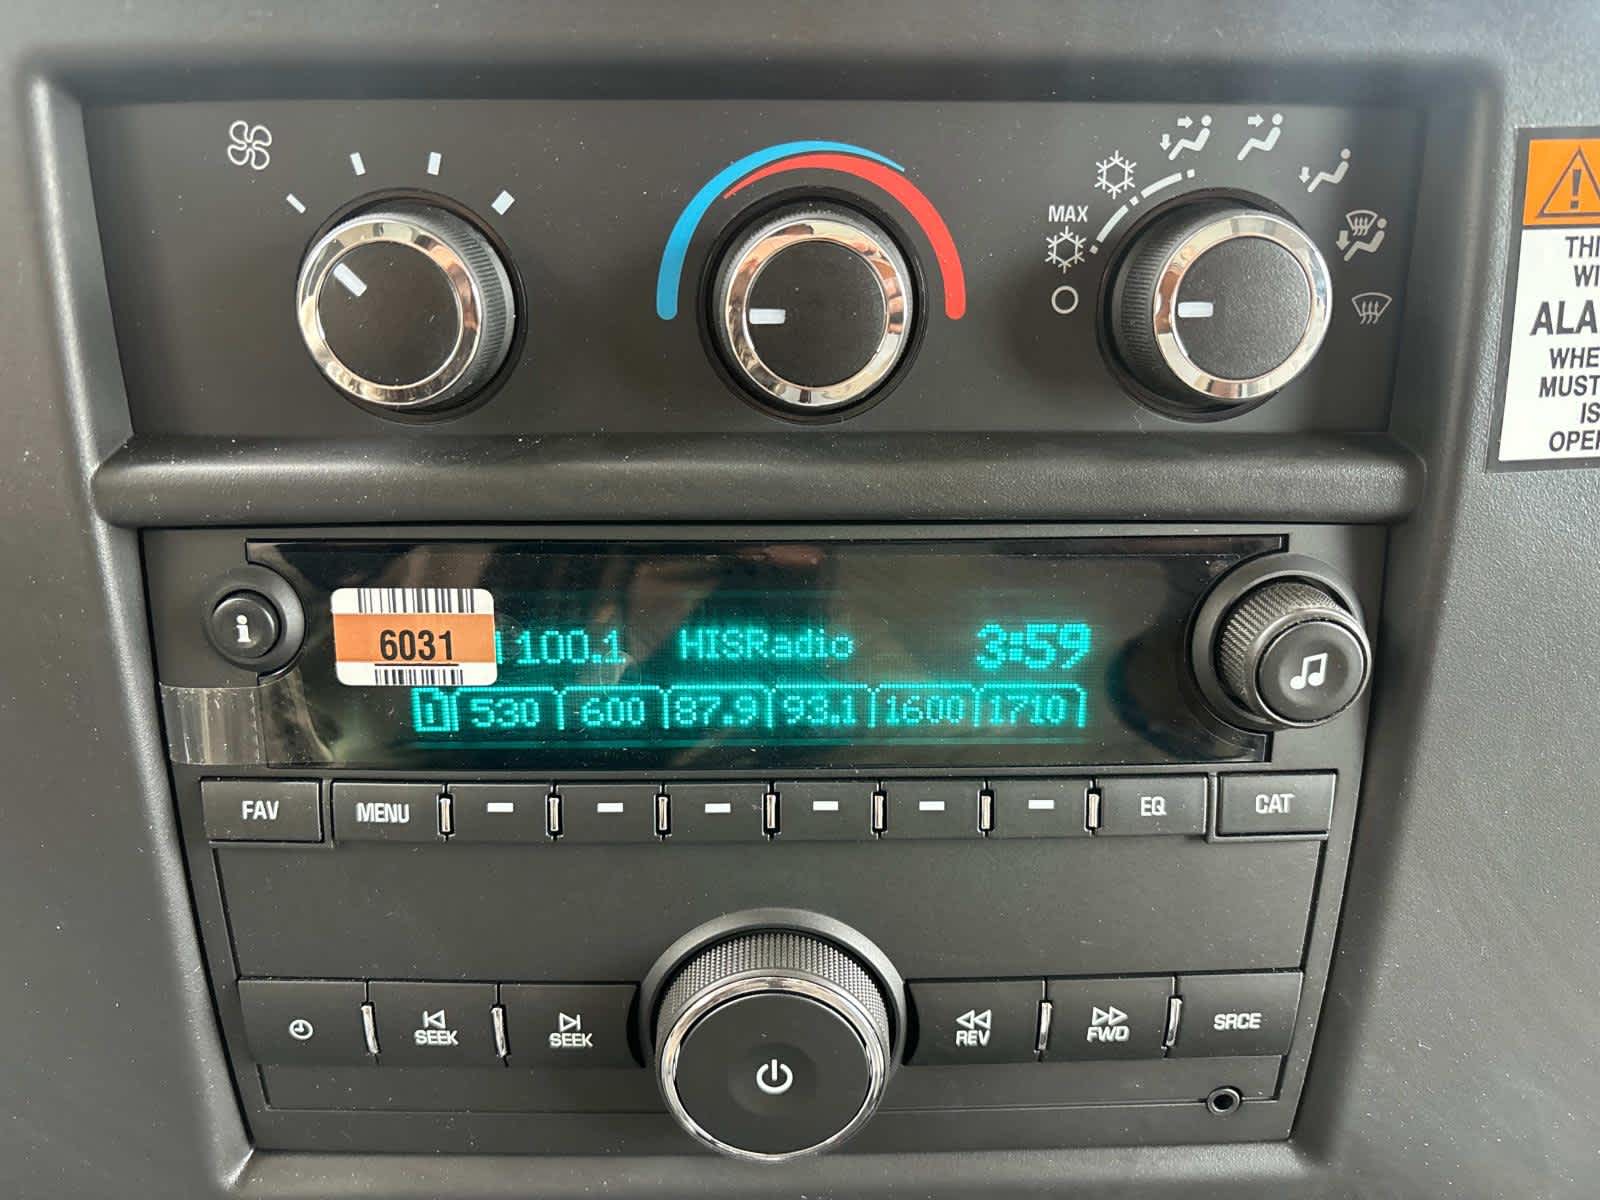 MAX
THI
WI
ALA
WHE
MUST
IS
OPER
6031
100.1 HISRadio 3:59
1 530 600 87.9 93.1 1600 1710
i
FAV MENU EQ CAT
SEEK SEEK REV FWD SRCE